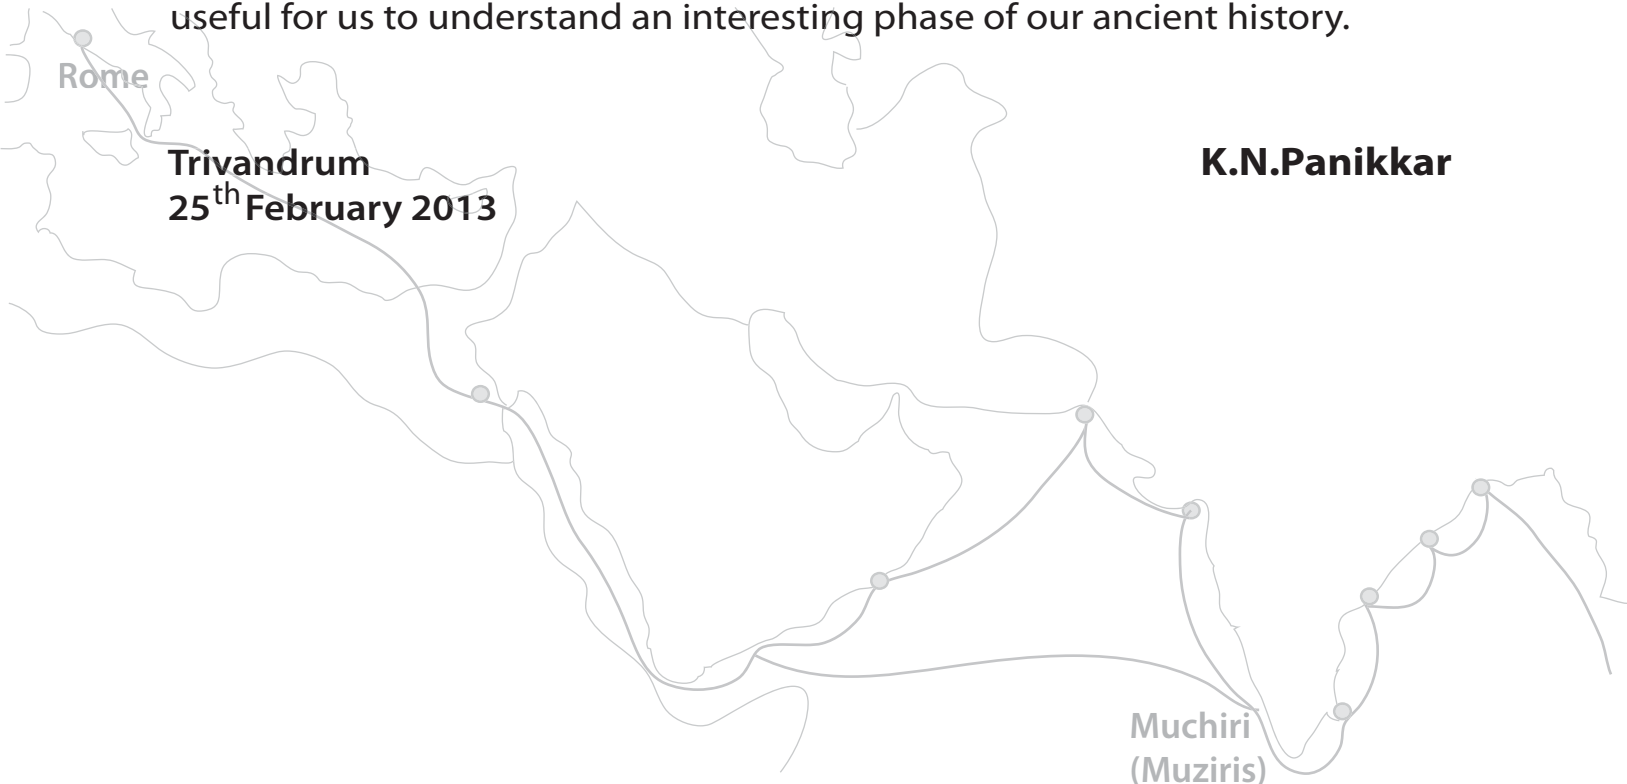 useful for us to understand an interesting phase of our ancient history.
Rome
Trivandrum
K.N.Panikkar
25th February 2013
Muchiri
(Muziris)